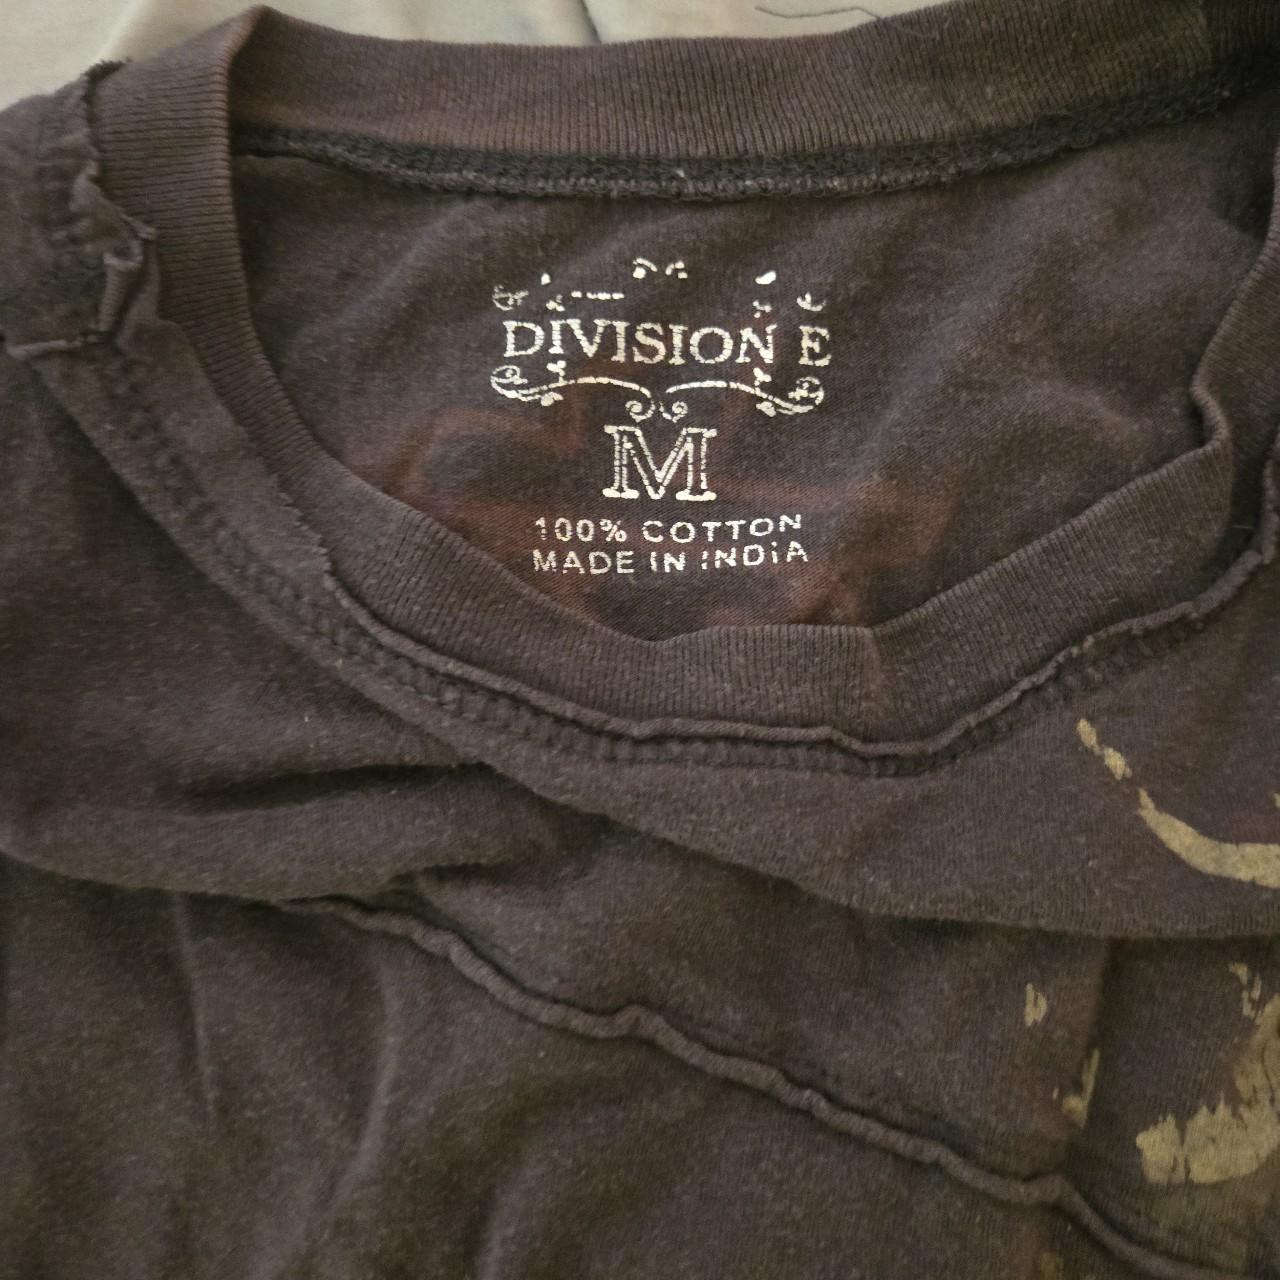 DIVISION E
M
100% COTTON
MADE IN INDIA